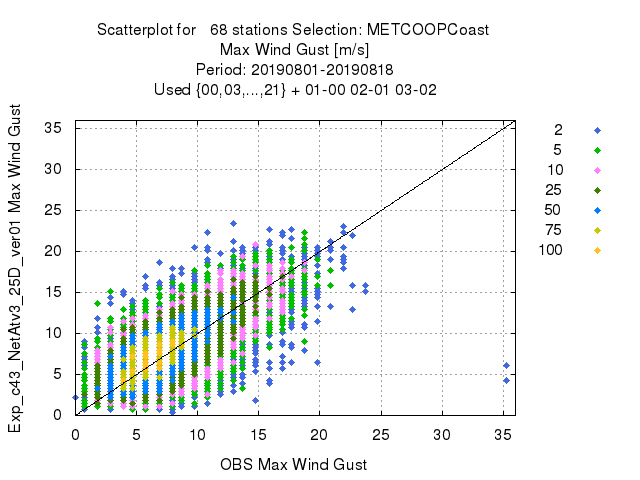 Scatterplot for   68 stations Selection: METCOOPCoast
Max Wind Gust [m/s]
Period: 20190801-20190818
Used {00,03,...,21} + 01-00 02-01 03-02
Exp_c43_NetAtv3_25D_ver01 Max Wind Gust
35
30
25
20
15
10
5
0
0 5 10 15 20 25 30 35
OBS Max Wind Gust
2
5
10
25
50
75
100